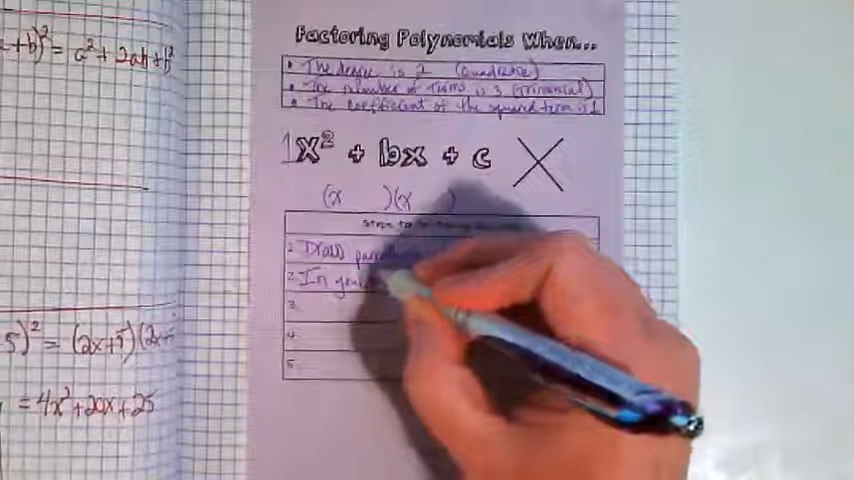 +b)² = a² + 2ab + b²
5)² = (2x+5)(2x+
= 4x² + 20x + 25
Factoring Polynomials When...
• The degree is 2 (Quadratic)
• The number of terms is 3 (Trinomial)
• The coefficient of the squared term is 1
1x² + bx + c
(x )(x )
Steps
1. Draw
2. In
3.
4.
5.